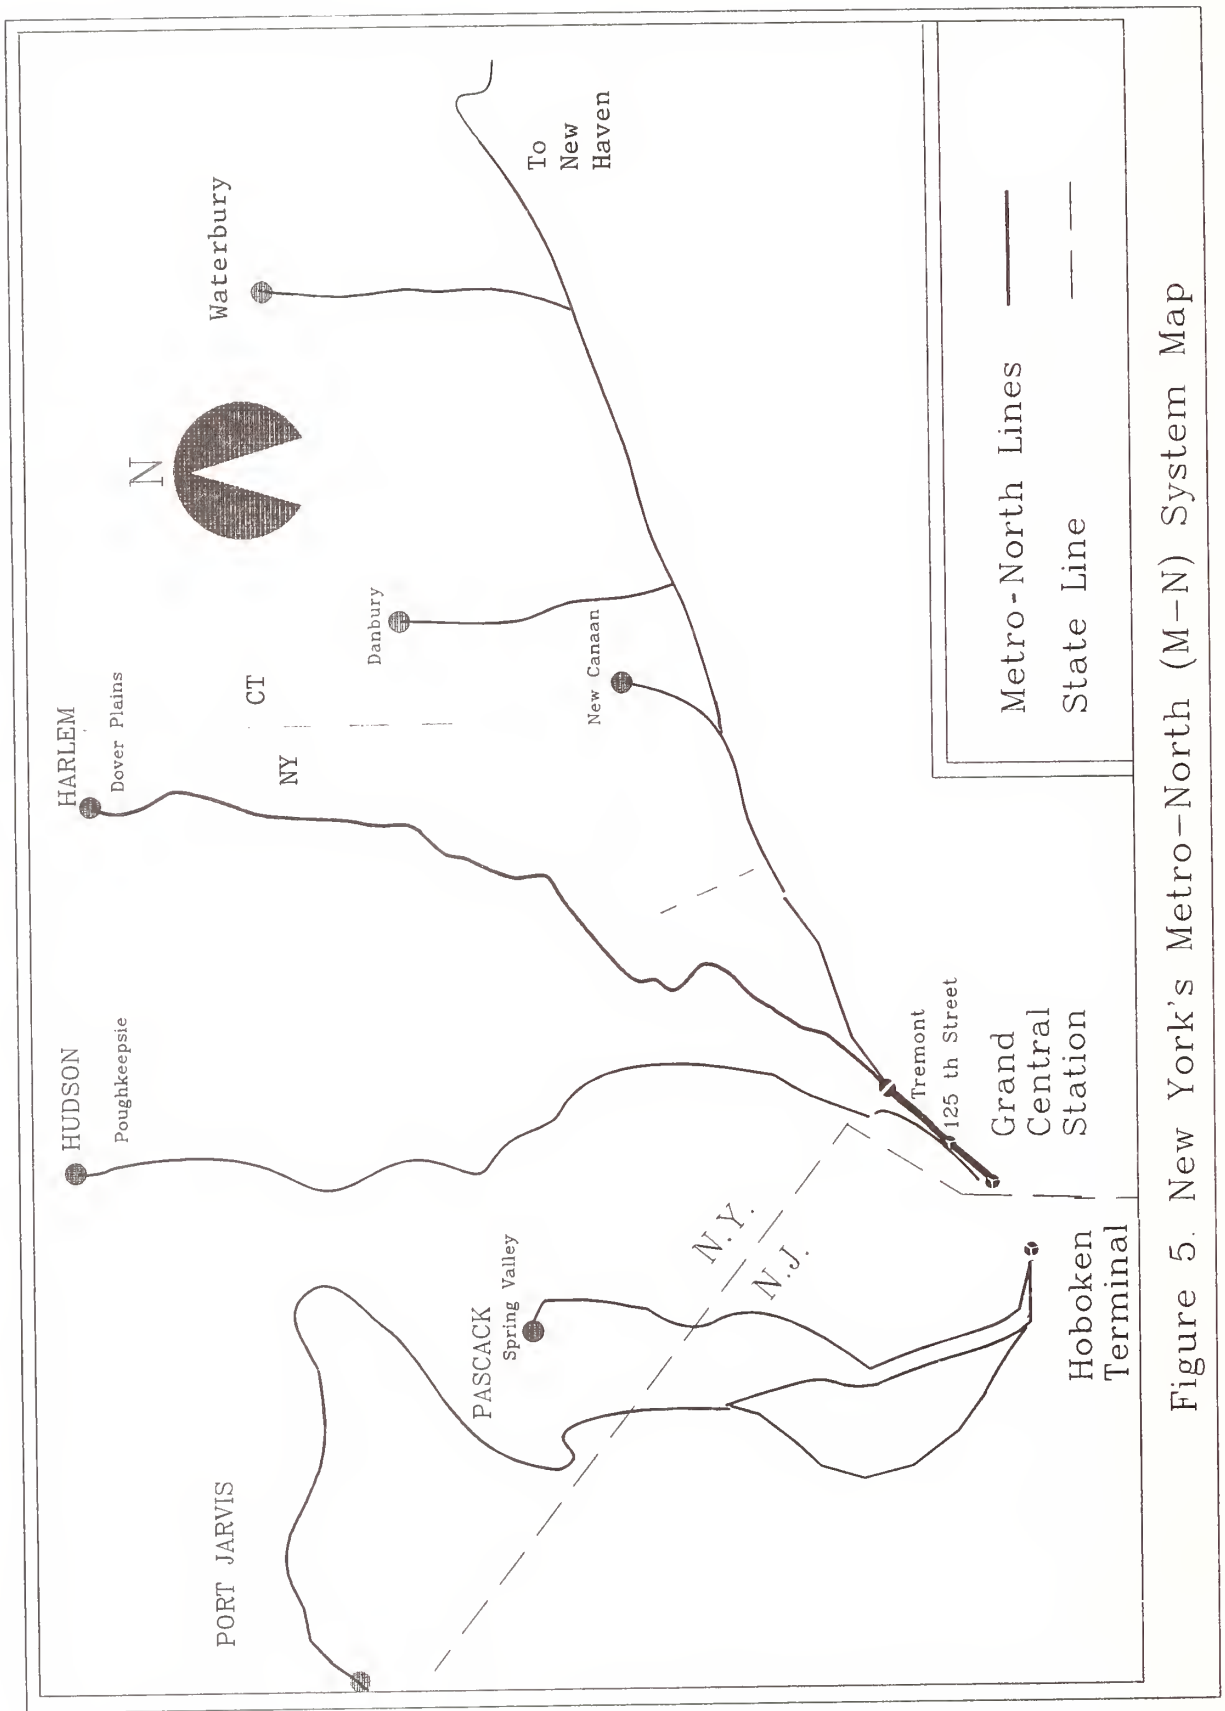 PORT JARVIS
HUDSON
Poughkeepsie
HARLEM
Dover Plains
N
Waterbury
NY
CT
Danbury
New Canaan
To
New
Haven
PASCACK
Spring Valley
N.Y.
N.J.
Tremont
125 th Street
Grand
Central
Station
Hoboken
Terminal
Metro-North Lines
State Line
Figure 5. New York's Metro-North (M-N) System Map